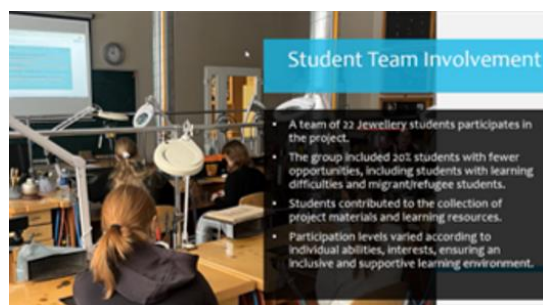 Student Team Involvement
• A team of 22 Jewellery students participates in
the project.
• The group included 20% students with fewer
opportunities, including students with learning
difficulties and migrant/refugee students.
• Students contributed to the collection of
project materials and learning resources.
• Participation levels varied according to
individual abilities, interests, ensuring an
inclusive and supportive learning environment.